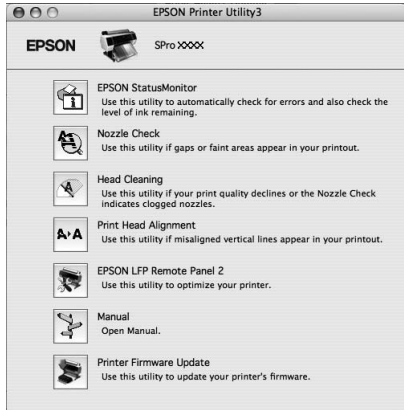 EPSON Printer Utility3
EPSON
SPro XXXX
EPSON StatusMonitor
Use this utility to automatically check for errors and also check the
level of ink remaining.
Nozzle Check
Use this utility if gaps or faint areas appear in your printout.
Head Cleaning
Use this utility if your print quality declines or the Nozzle Check
indicates clogged nozzles.
Print Head Alignment
Use this utility if misaligned vertical lines appear in your printout.
EPSON LFP Remote Panel 2
Use this utility to optimize your printer.
Manual
Open Manual.
Printer Firmware Update
Use this utility to update your printer's firmware.